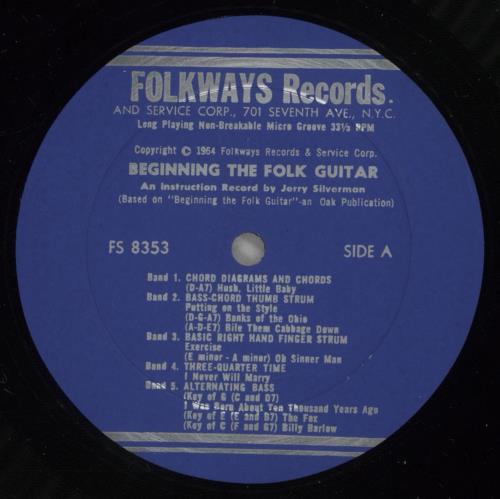 FOLKWAYS Records.
AND SERVICE CORP., 701 SEVENTH AVE., N.Y.C.
Long Playing Non-Breakable Micro Groove 33⅓ RPM
Copyright © 1964 Folkways Records & Service Corp.
BEGINNING THE FOLK GUITAR
An Instruction Record by Jerry Silverman
(Based on "Beginning the Folk Guitar"-an Oak Publication)
FS 8353 SIDE A
Band 1. CHORD DIAGRAMS AND CHORDS
(D-A7) Hush, Little Baby
Band 2. BASS-CHORD THUMB STRUM
Putting on the Style
(D-G-A7) Banks of the Ohio
(A-D-E7) Bile Them Cabbage Down
Band 3. BASIC RIGHT HAND FINGER STRUM
Exercise
(E minor - A minor) Oh Sinner Man
Band 4. THREE-QUARTER TIME
I Never Will Marry
Band 5. ALTERNATING BASS
(Key of G (C and D7)
I Was Born About Ten Thousand Years Ago
(Key of E (E and B7) The Fox
(Key of C (F and G7) Billy Barlow